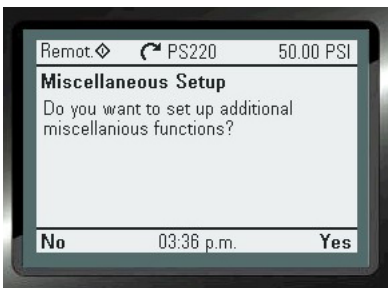 Remot. PS220 50.00 PSI
Miscellaneous Setup
Do you want to set up additional
miscellanious functions?
No 03:36 p.m. Yes